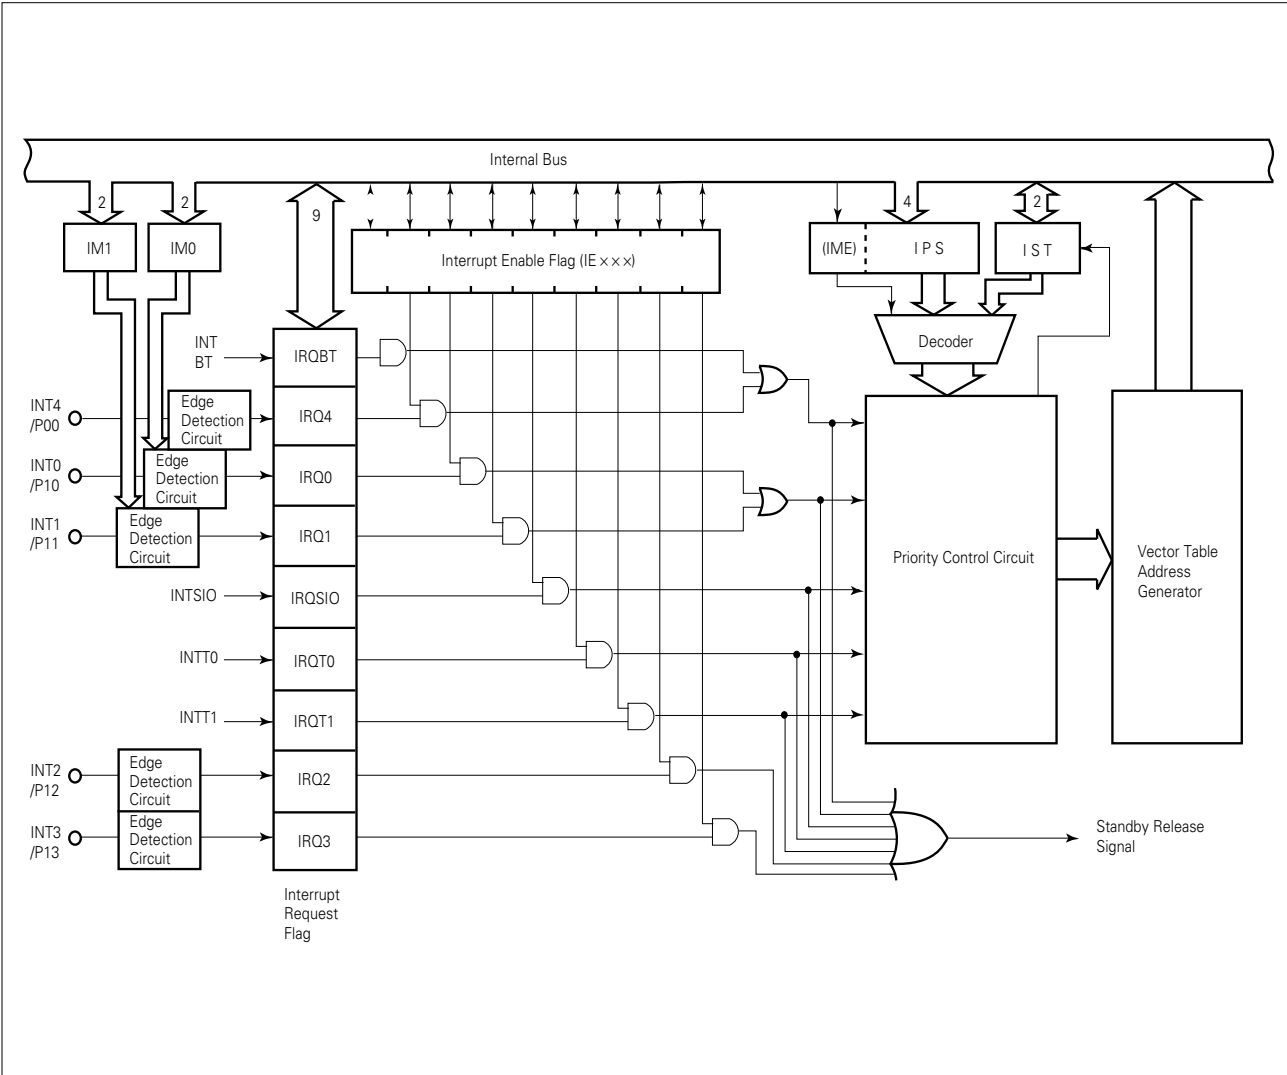 Internal Bus
2
2
9
4
2
IM1
IM0
Interrupt Enable Flag (IE×××)
(IME)
I P S
I S T
Decoder
INT
BT
IRQBT
INT4
/P00
Edge
Detection
Circuit
IRQ4
INT0
/P10
Edge
Detection
Circuit
IRQ0
INT1
/P11
Edge
Detection
Circuit
IRQ1
INTSIO
IRQSIO
INTT0
IRQT0
INTT1
IRQT1
INT2
/P12
Edge
Detection
Circuit
IRQ2
INT3
/P13
Edge
Detection
Circuit
IRQ3
Interrupt
Request
Flag
Priority Control Circuit
Vector Table
Address
Generator
Standby Release
Signal